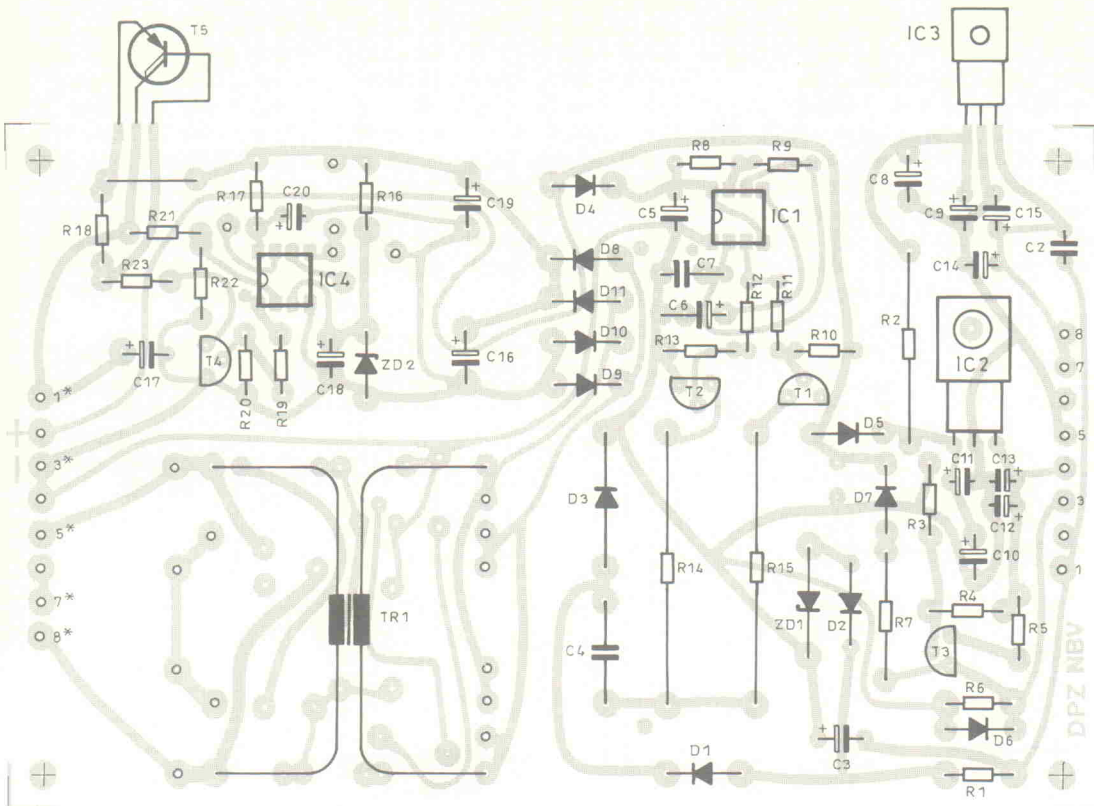 T5
IC3
R8
R9
R17
C20
R16
C19
C8
R18
R21
D4
C5
IC1
C9
C15
C2
D8
C14
R23
R22
IC4
C7
D11
R12
R11
C6
R2
8
D10
R13
R10
IC2
C17
T4
C18
ZD2
C16
7
D9
T2
T1
1*
R20
R19
D5
5
3*
C11
C13
D3
D7
R3
3
C12
5*
C10
R14
R15
1
7*
ZD1
D2
R7
R4
R5
8*
TR1
C4
T3
R6
D6
D1
C3
R1
DPZ NBV